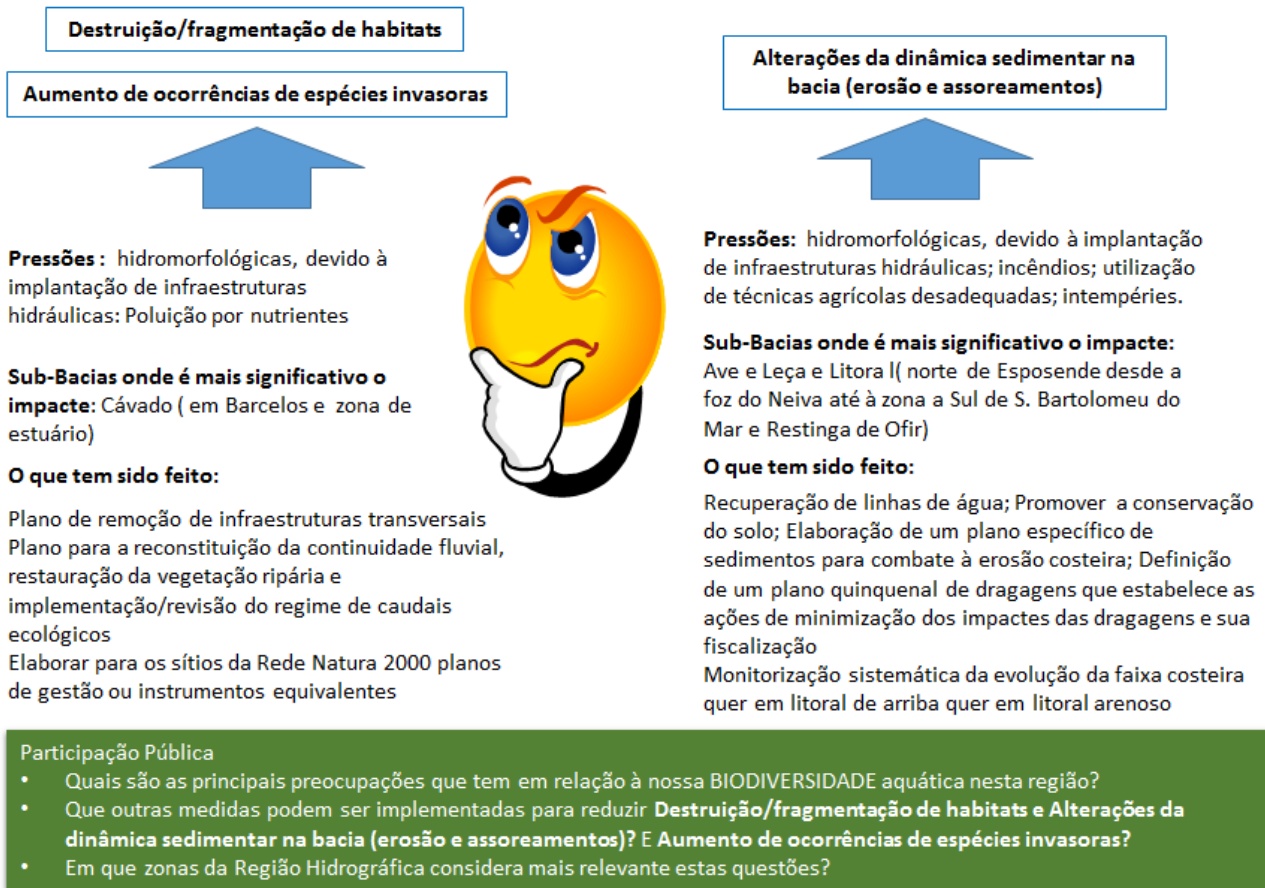 Destruição/fragmentação de habitats
Aumento de ocorrências de espécies invasoras
Pressões : hidromorfológicas, devido à
implantação de infraestruturas
hidráulicas: Poluição por nutrientes
Sub-Bacias onde é mais significativo o
impacte: Cávado ( em Barcelos e zona de
estuário)
O que tem sido feito:
Plano de remoção de infraestruturas transversais
Plano para a reconstituição da continuidade fluvial,
restauração da vegetação ripária e
implementação/revisão do regime de caudais
ecológicos
Elaborar para os sítios da Rede Natura 2000 planos
de gestão ou instrumentos equivalentes
Alterações da dinâmica sedimentar na
bacia (erosão e assoreamentos)
Pressões: hidromorfológicas, devido à implantação
de infraestruturas hidráulicas; incêndios; utilização
de técnicas agrícolas desadequadas; intempéries.
Sub-Bacias onde é mais significativo o impacte:
Ave e Leça e Litora l( norte de Esposende desde a
foz do Neiva até à zona a Sul de S. Bartolomeu do
Mar e Restinga de Ofir)
O que tem sido feito:
Recuperação de linhas de água; Promover a conservação
do solo; Elaboração de um plano específico de
sedimentos para combate à erosão costeira; Definição
de um plano quinquenal de dragagens que estabelece as
ações de minimização dos impactes das dragagens e sua
fiscalização
Monitorização sistemática da evolução da faixa costeira
quer em litoral de arriba quer em litoral arenoso
Participação Pública
• Quais são as principais preocupações que tem em relação à nossa BIODIVERSIDADE aquática nesta região?
• Que outras medidas podem ser implementadas para reduzir Destruição/fragmentação de habitats e Alterações da
dinâmica sedimentar na bacia (erosão e assoreamentos)? E Aumento de ocorrências de espécies invasoras?
• Em que zonas da Região Hidrográfica considera mais relevante estas questões?